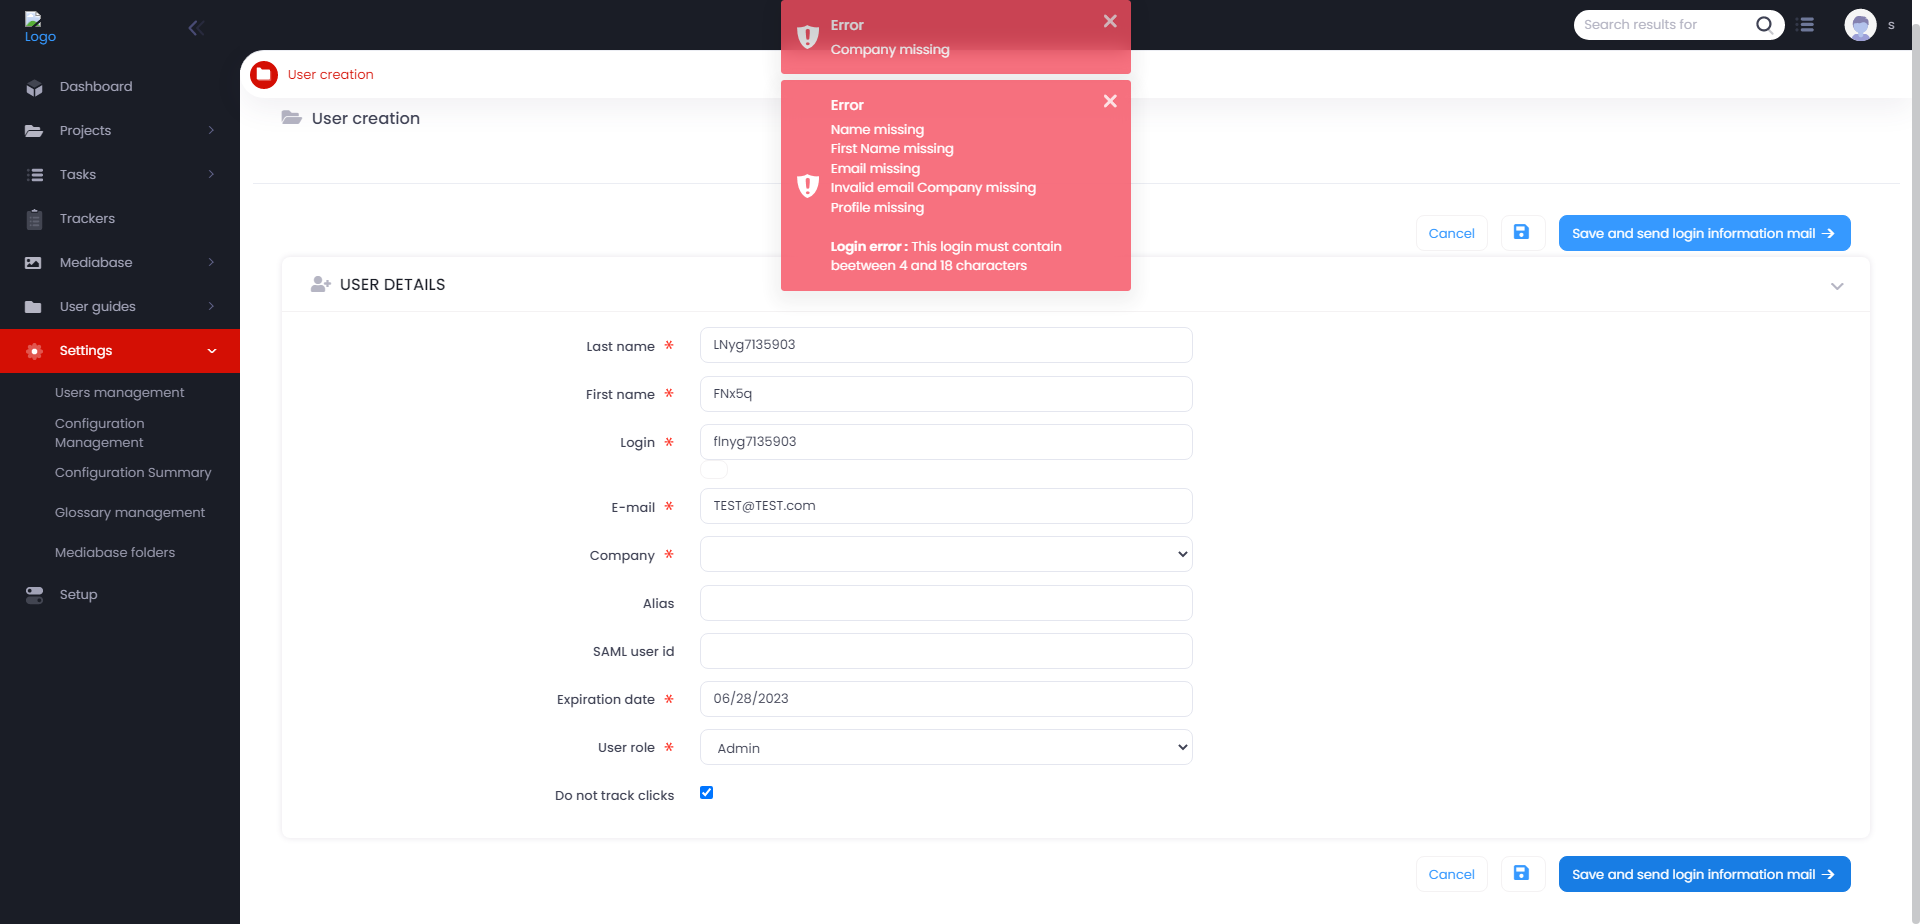 Logo
Search results for
s
Error
Company missing
User creation
Error
Name missing
First Name missing
Email missing
Invalid email Company missing
Profile missing
Login error : This login must contain
beetween 4 and 18 characters
Dashboard
Projects
Tasks
Trackers
Mediabase
User guides
Settings
Users management
Configuration
Management
Configuration Summary
Glossary management
Mediabase folders
Setup
User creation
Cancel
Save and send login information mail
USER DETAILS
Last name * LNyg7135903
First name * FNx5q
Login * flnyg7135903
E-mail * TEST@TEST.com
Company *
Alias
SAML user id
Expiration date * 06/28/2023
User role * Admin
Do not track clicks
Cancel
Save and send login information mail